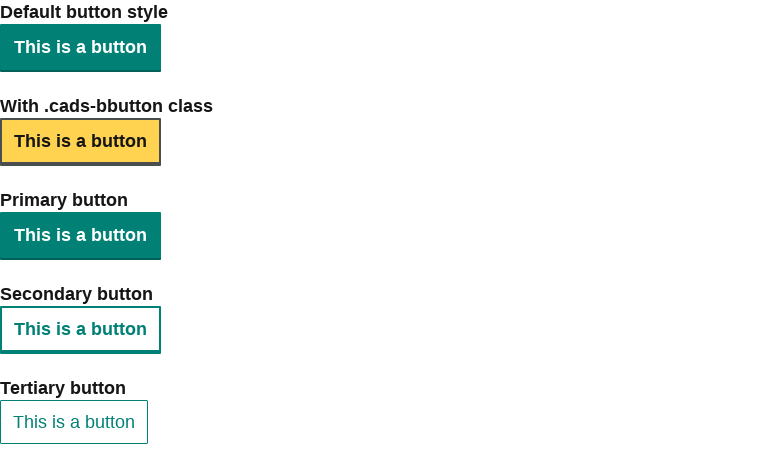 Default button style
This is a button
With .cads-bbutton class
This is a button
Primary button
This is a button
Secondary button
This is a button
Tertiary button
This is a button